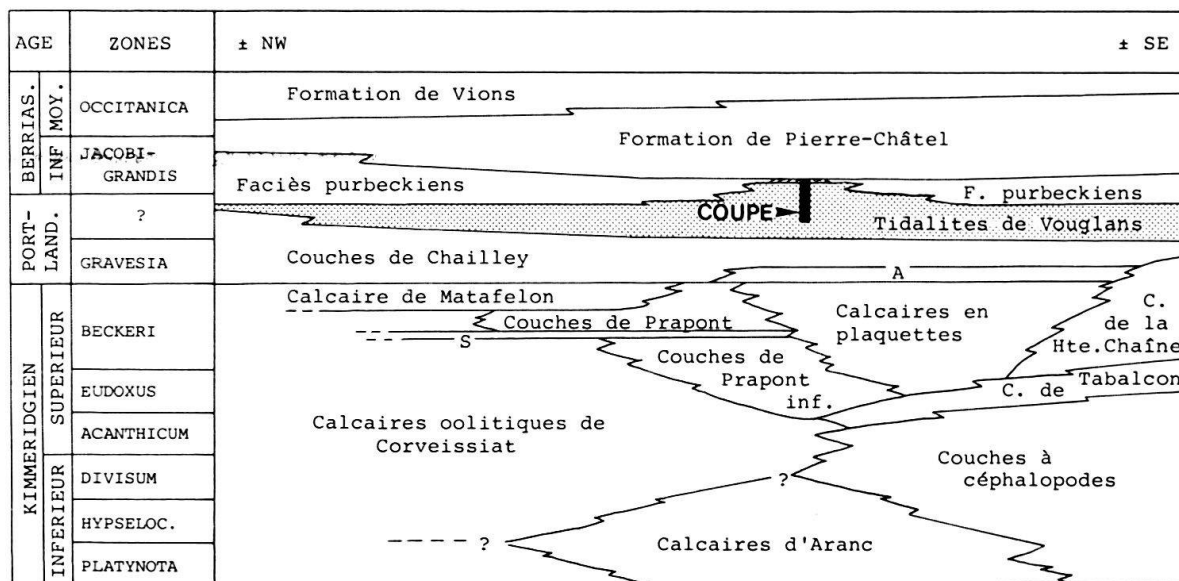 AGE
ZONES
± NW
± SE
BERRIAS.
MOY.
INF
OCCITANICA
JACOBI-
GRANDIS
PORT-
LAND.
?
GRAVESIA
KIMMERIDGIEN
SUPERIEUR
INFERIEUR
BECKERI
EUDOXUS
ACANTHICUM
DIVISUM
HYPSELOC.
PLATYNOTA
Formation de Vions
Formation de Pierre-Châtel
Faciès purbeckiens
F. purbeckiens
COUPE
Tidalites de Vouglans
Couches de Chailley
A
Calcaire de Matafelon
Couches de Prapont
S
Calcaires en
plaquettes
C.
de la
Hte.Chaîne
Couches de
Prapont
inf.
C. de Tabalcon
Calcaires oolitiques de
Corveissiat
Couches à
céphalopodes
?
?
Calcaires d'Aranc